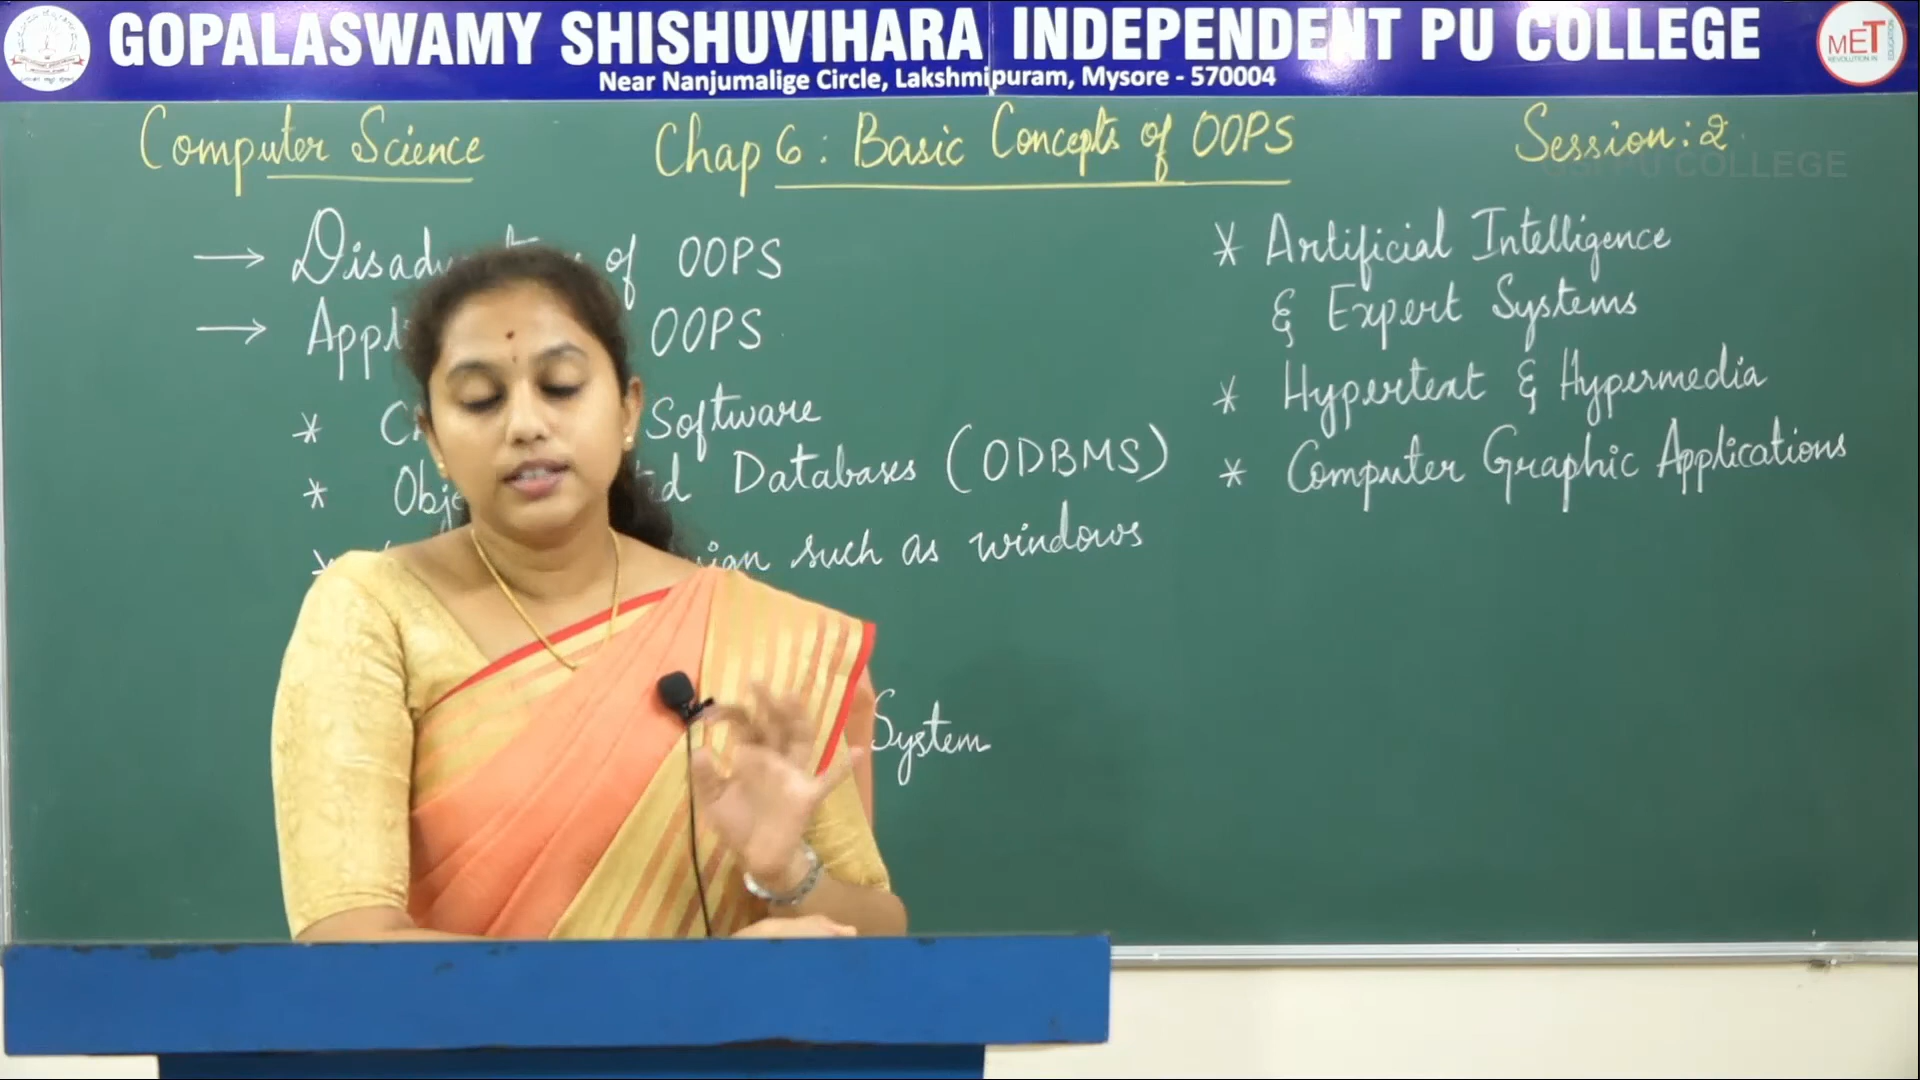 GOPALASWAMY SHISHUVIHARA INDEPENDENT PU COLLEGE
Near Nanjumalige Circle, Lakshmipuram, Mysore - 570004
MET
Computer Science
Chap 6 : Basic Concepts of OOPS
Session : 2
PU COLLEGE
→ of OOPS
→ OOPS
* Software
* Databases (ODBMS)
* such as windows
System
* Artificial Intelligence
& Expert Systems
* Hypertext & Hypermedia
* Computer Graphic Applications